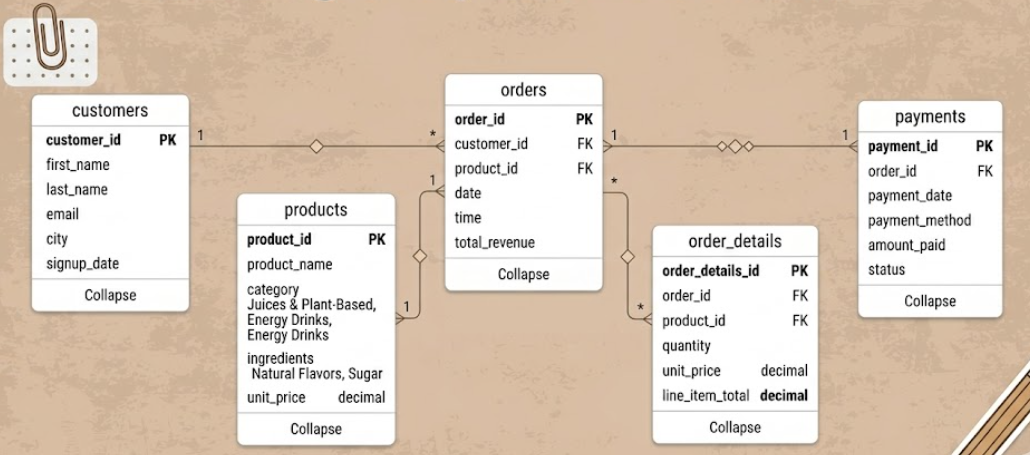 customers
customer_id PK
first_name
last_name
email
city
signup_date
Collapse
1
*
products
product_id PK
product_name
category
Juices & Plant-Based,
Energy Drinks,
Energy Drinks
ingredients
Natural Flavors, Sugar
unit_price decimal
Collapse
1
1
orders
order_id PK
customer_id FK
product_id FK
date
time
total_revenue
Collapse
1
1
*
*
order_details
order_details_id PK
order_id FK
product_id FK
quantity
unit_price decimal
line_item_total decimal
Collapse
payments
payment_id PK
order_id FK
payment_date
payment_method
amount_paid
status
Collapse